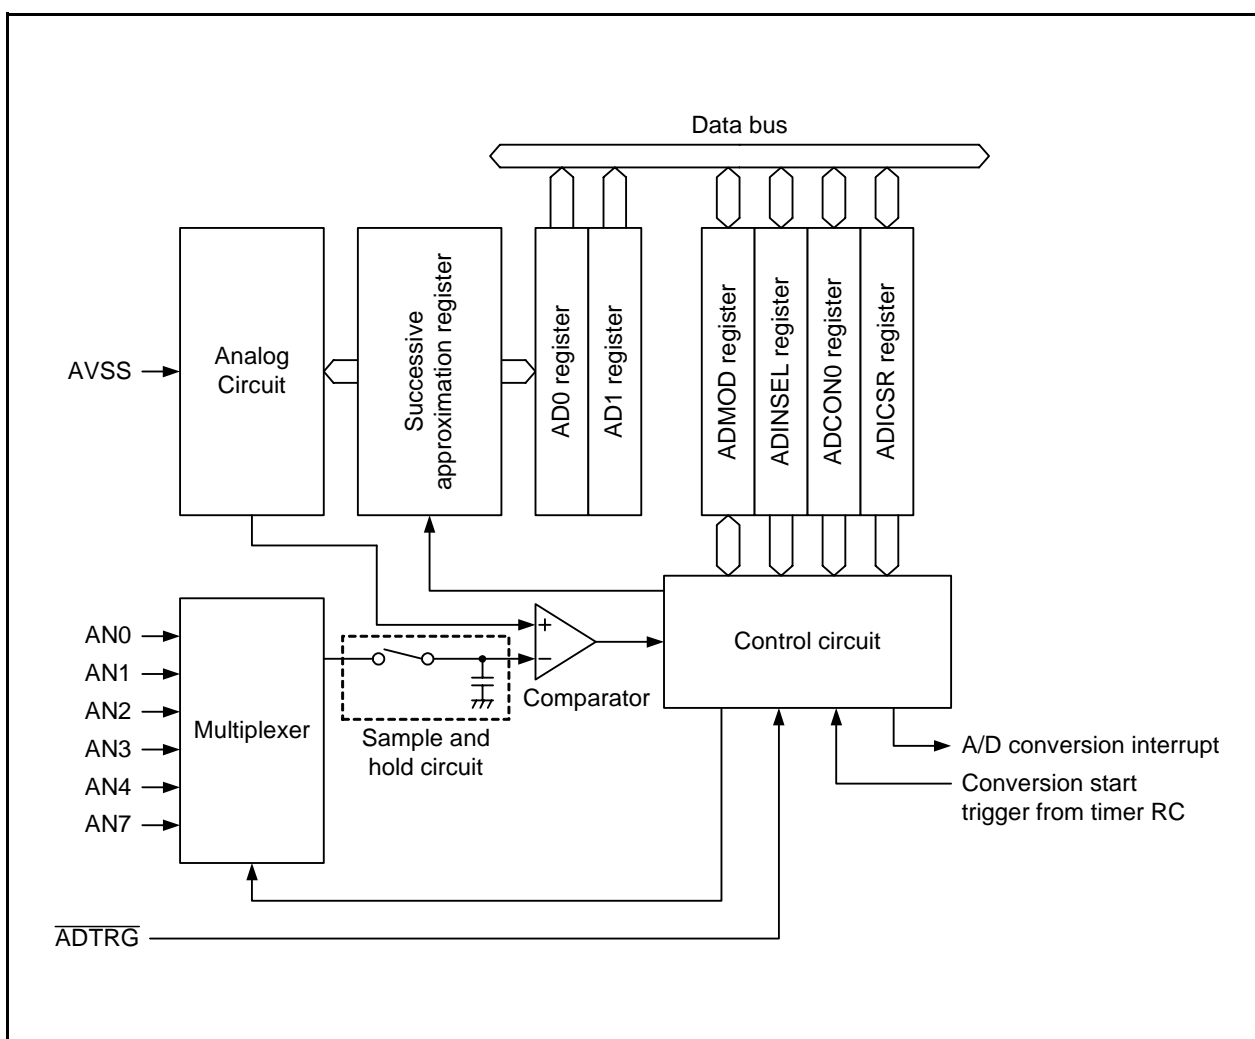 Data bus
AVSS
Analog
Circuit
Successive
approximation register
AD0 register
AD1 register
ADMOD register
ADINSEL register
ADCON0 register
ADICSR register
AN0
AN1
AN2
AN3
AN4
AN7
Multiplexer
Sample and
hold circuit
+
−
Comparator
Control circuit
A/D conversion interrupt
Conversion start
trigger from timer RC
ADTRG